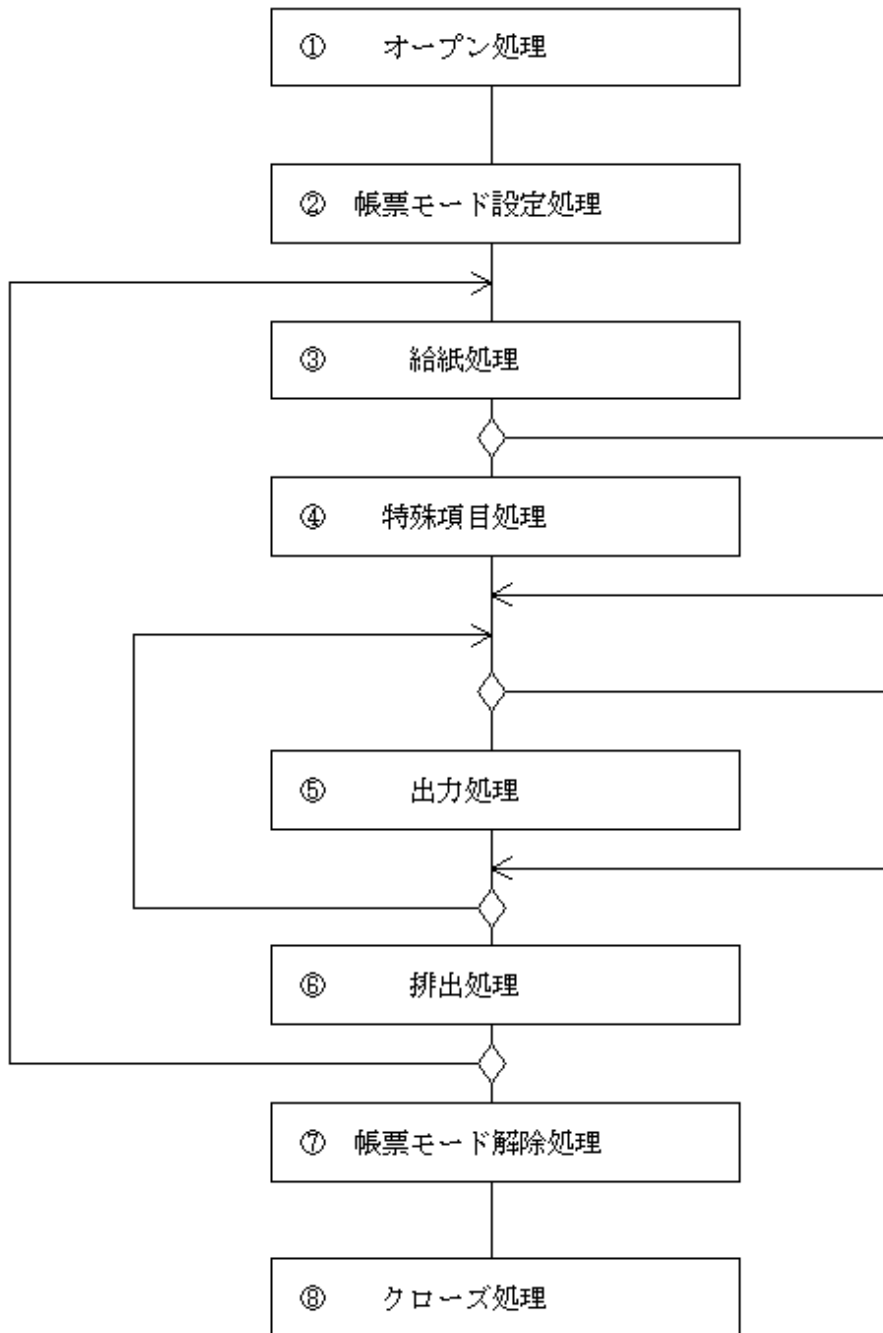 ① オープン処理
② 帳票モード設定処理
③ 給紙処理
④ 特殊項目処理
⑤ 出力処理
⑥ 排出処理
⑦ 帳票モード解除処理
⑧ クローズ処理